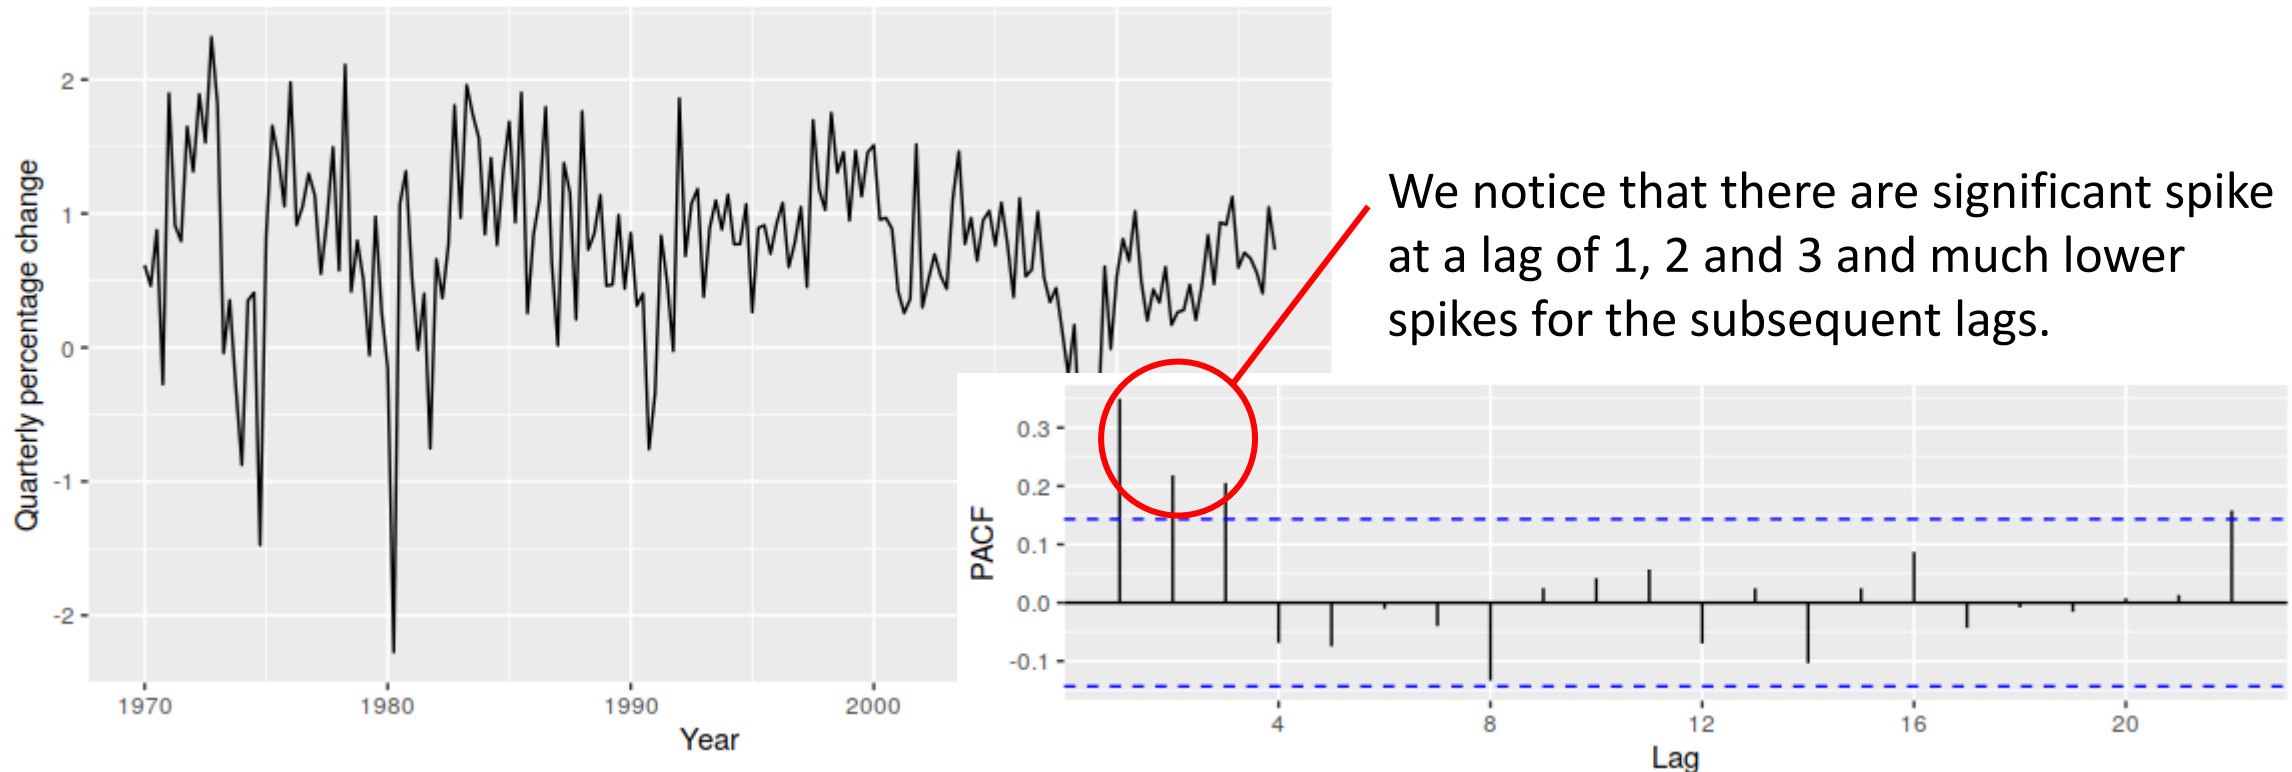 2
1
0
-1
-2
Quarterly percentage change
1970 1980 1990 2000
Year
We notice that there are significant spike
at a lag of 1, 2 and 3 and much lower
spikes for the subsequent lags.
0.3
0.2
0.1
0.0
-0.1
PACF
4 8 12 16 20
Lag